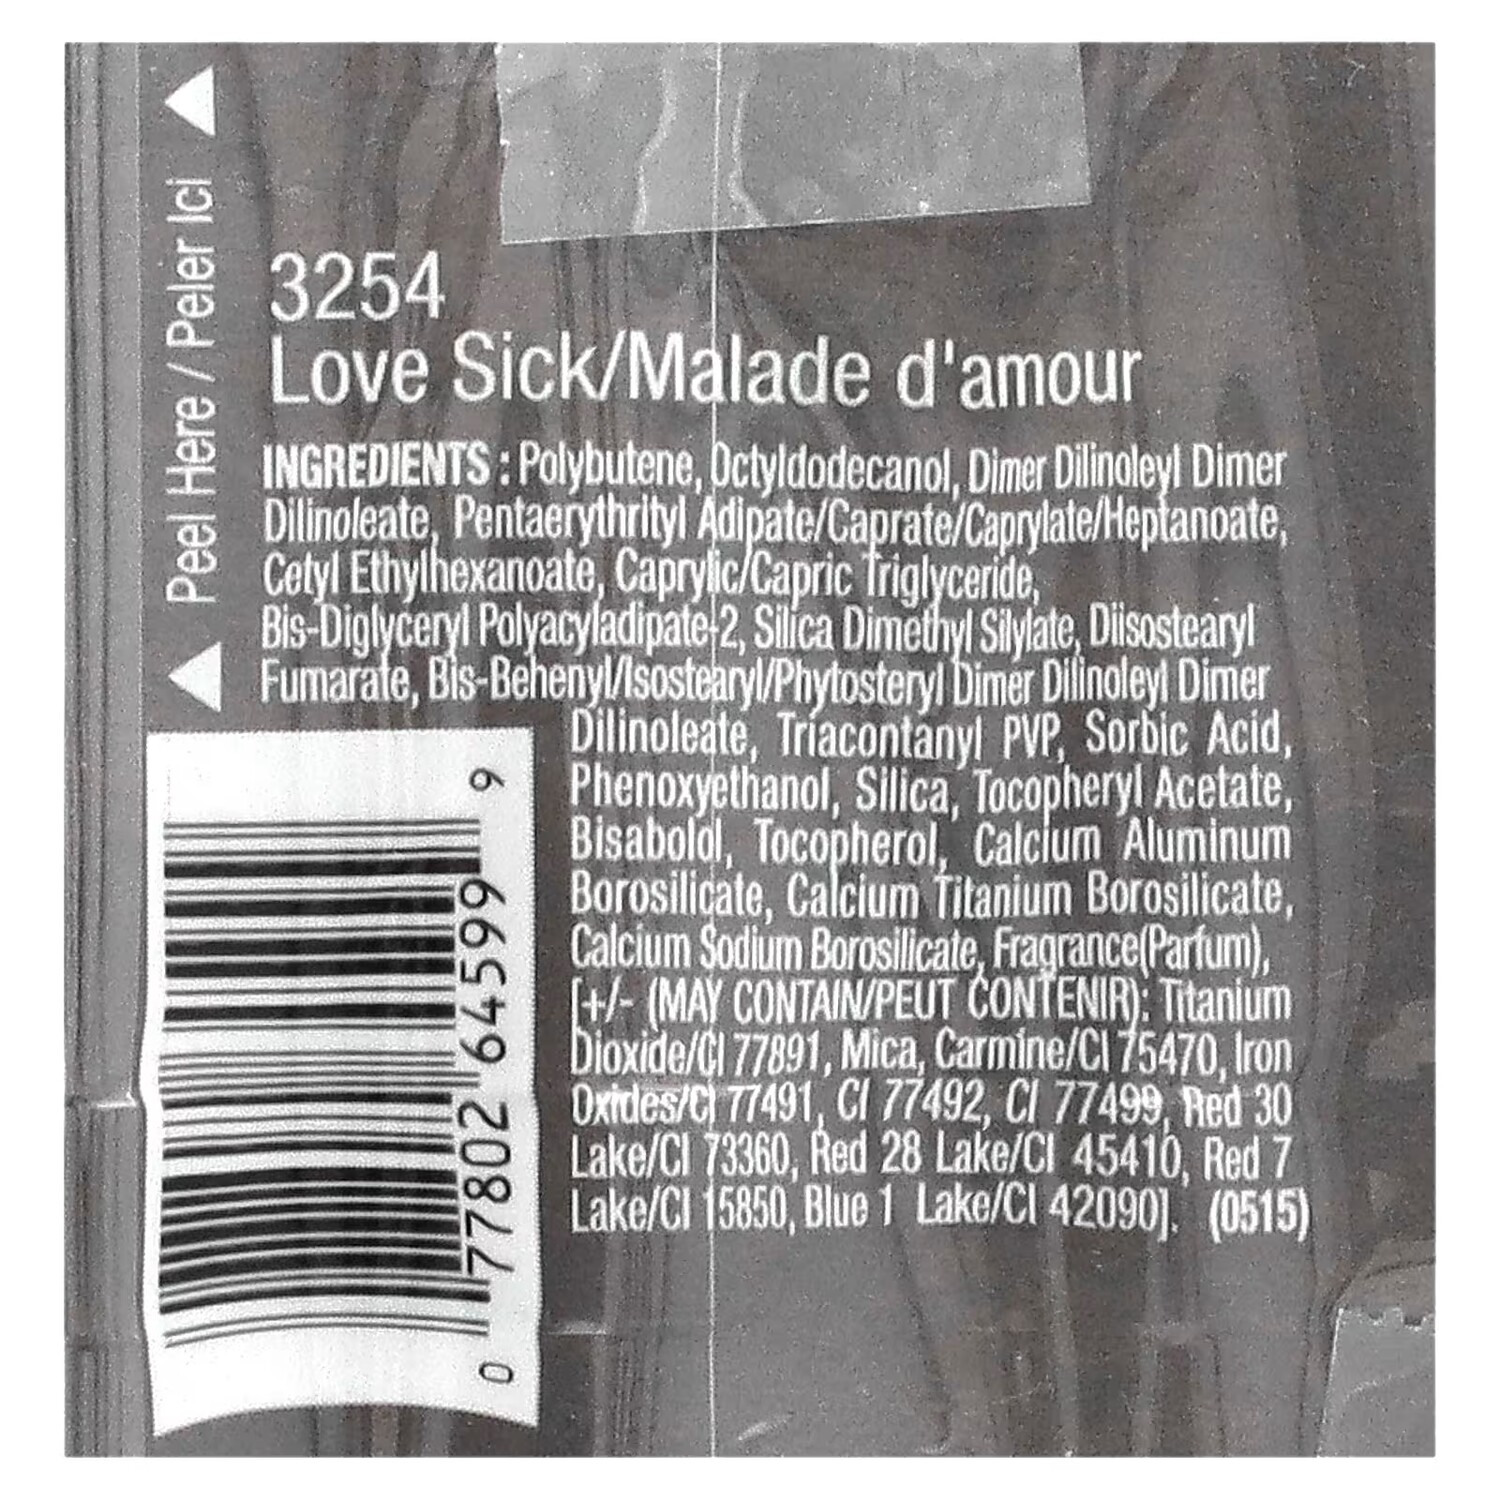 Peel Here / Peler Ici
3254
Love Sick/Malade d'amour
INGREDIENTS : Polybutene, Octyldodecanol, Dimer Dilinoleyl Dimer
Dilinoleate, Pentaerythrityl Adipate/Caprate/Caprylate/Heptanoate,
Cetyl Ethylhexanoate, Caprylic/Capric Triglyceride,
Bis-Diglyceryl Polyacyladipate-2, Silica Dimethyl Silylate, Diisostearyl
Fumarate, Bis-Behenyl/Isostearyl/Phytosteryl Dimer Dilinoleyl Dimer
Dilinoleate, Triacontanyl PVP, Sorbic Acid,
Phenoxyethanol, Silica, Tocopheryl Acetate,
Bisabolol, Tocopherol, Calcium Aluminum
Borosilicate, Calcium Titanium Borosilicate,
Calcium Sodium Borosilicate, Fragrance(Parfum),
[+/- (MAY CONTAIN/PEUT CONTENIR): Titanium
Dioxide/CI 77891, Mica, Carmine/CI 75470, Iron
Oxides/CI 77491, CI 77492, CI 77499, Red 30
Lake/CI 73360, Red 28 Lake/CI 45410, Red 7
Lake/CI 15850, Blue 1 Lake/CI 42090]. (0515)
0 77802 64599 9